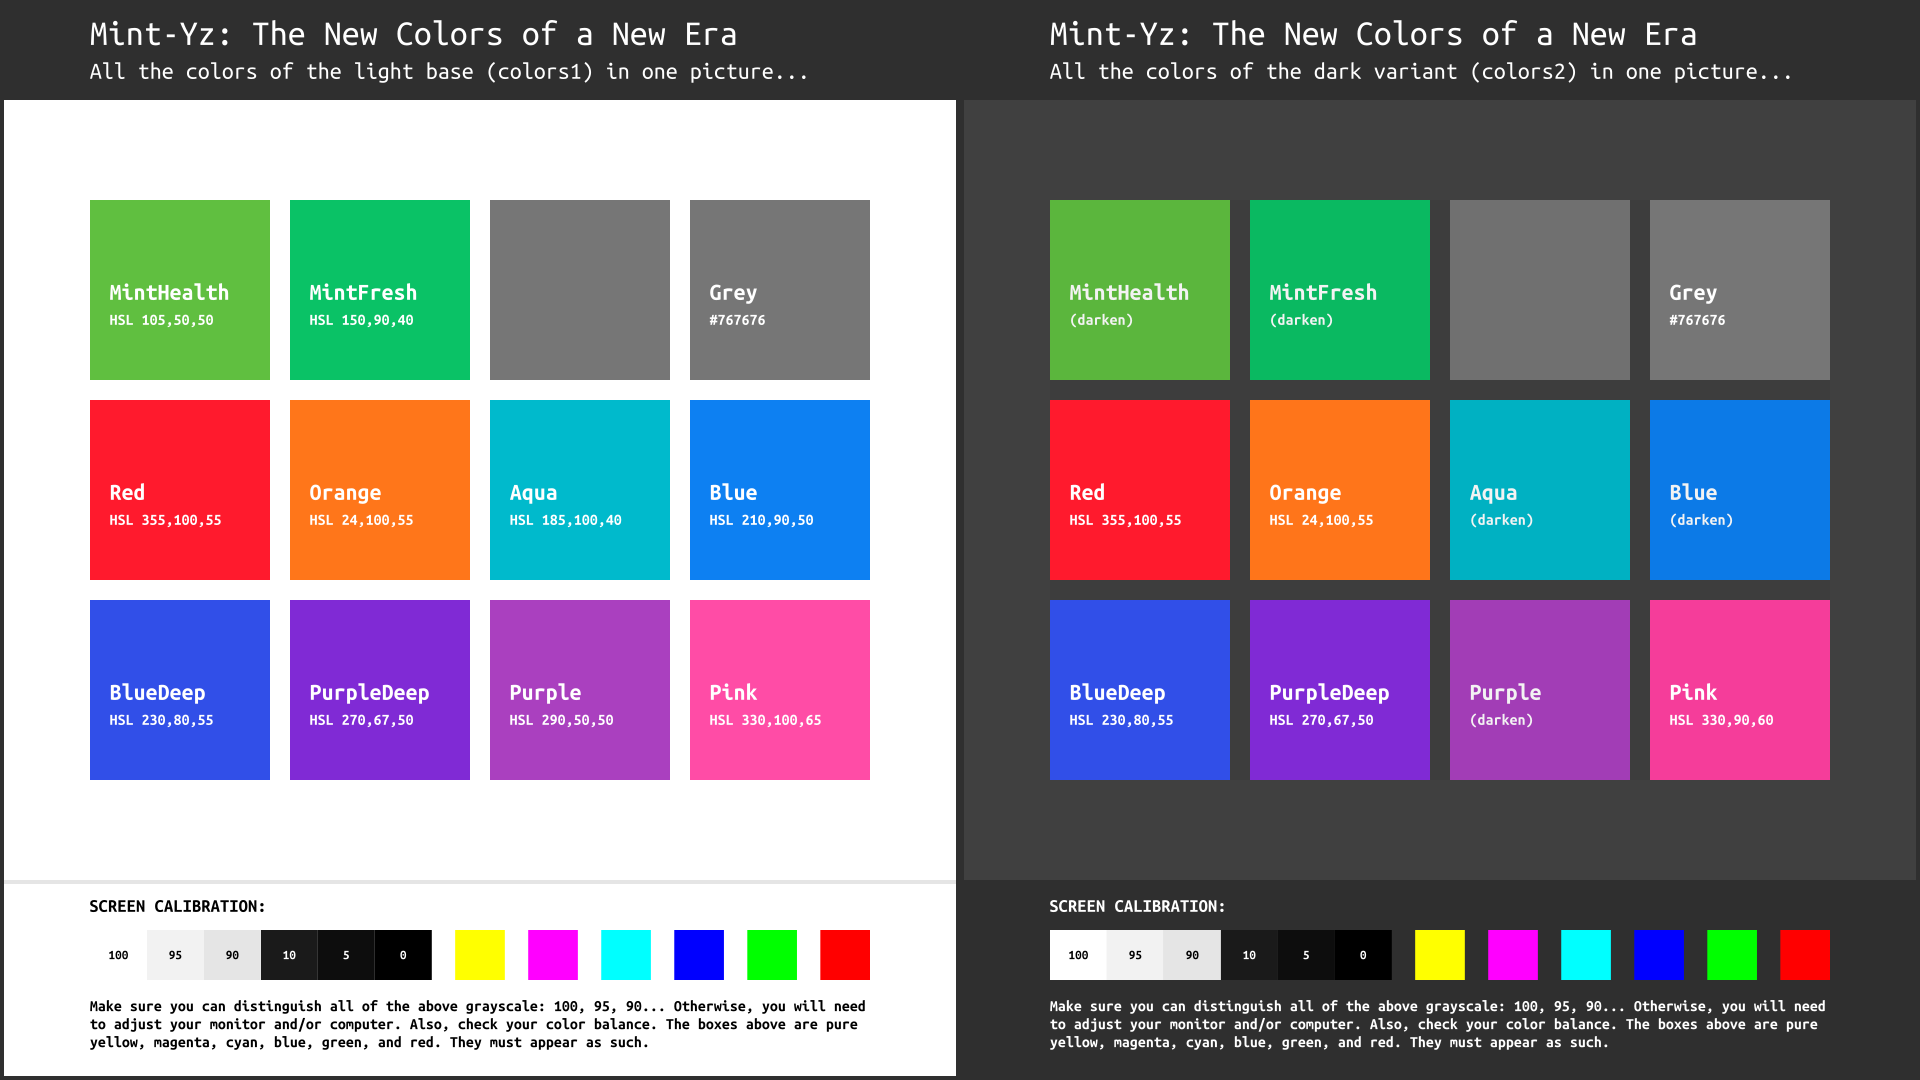 Mint-Yz: The New Colors of a New Era
All the colors of the light base (colors1) in one picture...
MintHealth
HSL 105,50,50
MintFresh
HSL 150,90,40
Grey
#767676
Red
HSL 355,100,55
Orange
HSL 24,100,55
Aqua
HSL 185,100,40
Blue
HSL 210,90,50
BlueDeep
HSL 230,80,55
PurpleDeep
HSL 270,67,50
Purple
HSL 290,50,50
Pink
HSL 330,100,65
SCREEN CALIBRATION:
100 95 90 10 5 0
Make sure you can distinguish all of the above grayscale: 100, 95, 90... Otherwise, you will need
to adjust your monitor and/or computer. Also, check your color balance. The boxes above are pure
yellow, magenta, cyan, blue, green, and red. They must appear as such.
Mint-Yz: The New Colors of a New Era
All the colors of the dark variant (colors2) in one picture...
MintHealth
(darken)
MintFresh
(darken)
Grey
#767676
Red
HSL 355,100,55
Orange
HSL 24,100,55
Aqua
(darken)
Blue
(darken)
BlueDeep
HSL 230,80,55
PurpleDeep
HSL 270,67,50
Purple
(darken)
Pink
HSL 330,90,60
SCREEN CALIBRATION:
100 95 90 10 5 0
Make sure you can distinguish all of the above grayscale: 100, 95, 90... Otherwise, you will need
to adjust your monitor and/or computer. Also, check your color balance. The boxes above are pure
yellow, magenta, cyan, blue, green, and red. They must appear as such.